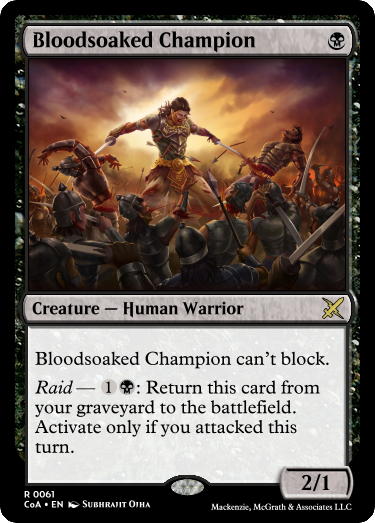 Bloodsoaked Champion
Creature — Human Warrior
Bloodsoaked Champion can't block.
Raid — 1 : Return this card from
your graveyard to the battlefield.
Activate only if you attacked this
turn.
2/1
R 0061
CoA • EN Subhrajit Ojha
Mackenzie, McGrath & Associates LLC